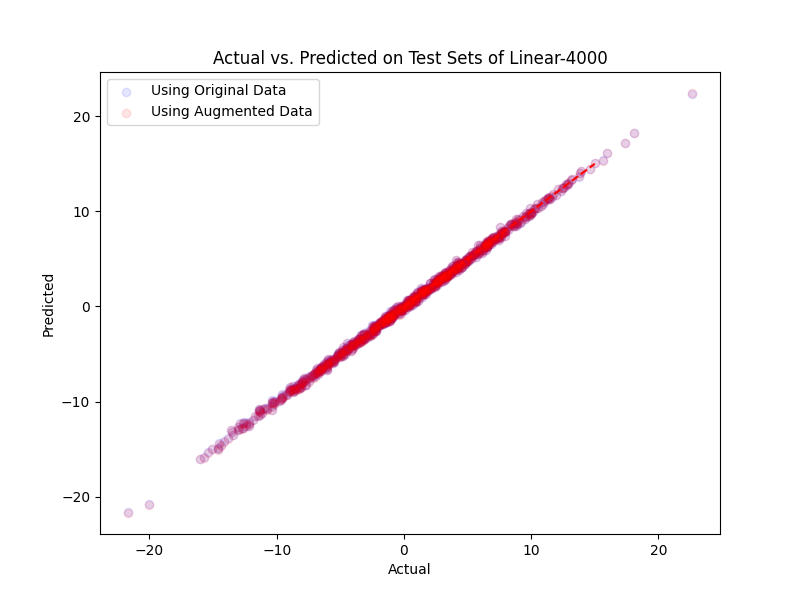 Actual vs. Predicted on Test Sets of Linear-4000
Using Original Data
Using Augmented Data
20
10
0
−10
−20
Predicted
−20
−10
0
10
20
Actual